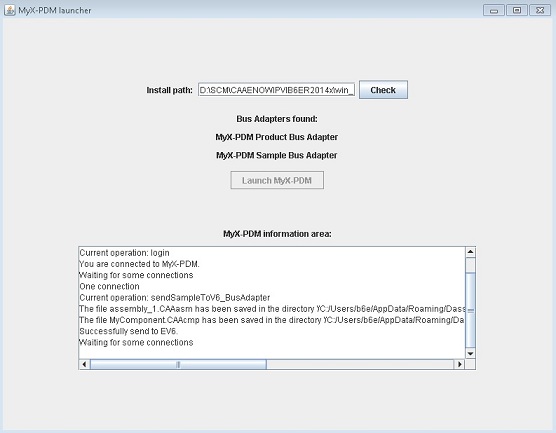 MyX-PDM launcher
Install path: D:\SCM\CAAENOW\PVIB6ER2014x\win_ Check
Bus Adapters found:
MyX-PDM Product Bus Adapter
MyX-PDM Sample Bus Adapter
Launch MyX-PDM
MyX-PDM information area:
Current operation: login
You are connected to MyX-PDM.
Waiting for some connections
One connection
Current operation: sendSampleToV6_BusAdapter
The file assembly_1.CAAasm has been saved in the directory 'C:/Users/b6e/AppData/Roaming/Dass
The file MyComponent.CAAcmp has been saved in the directory 'C:/Users/b6e/AppData/Roaming/Da
Successfully send to EV6.
Waiting for some connections